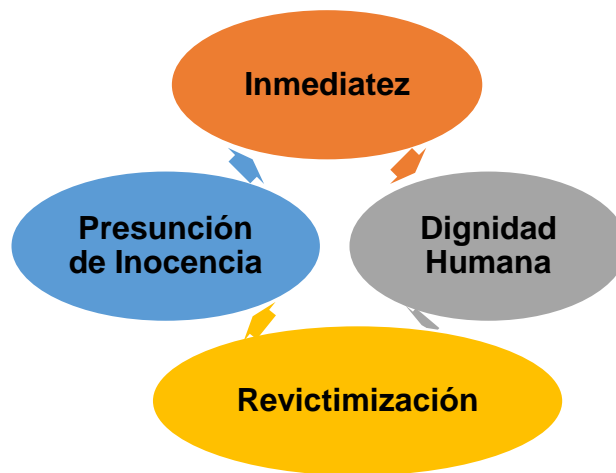 Inmediatez
Presunción
de Inocencia
Dignidad
Humana
Revictimización